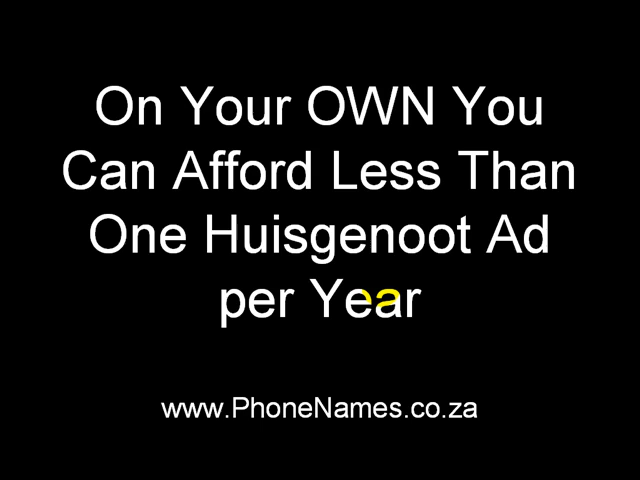 On Your OWN You
Can Afford Less Than
One Huisgenoot Ad
per Year
www.PhoneNames.co.za